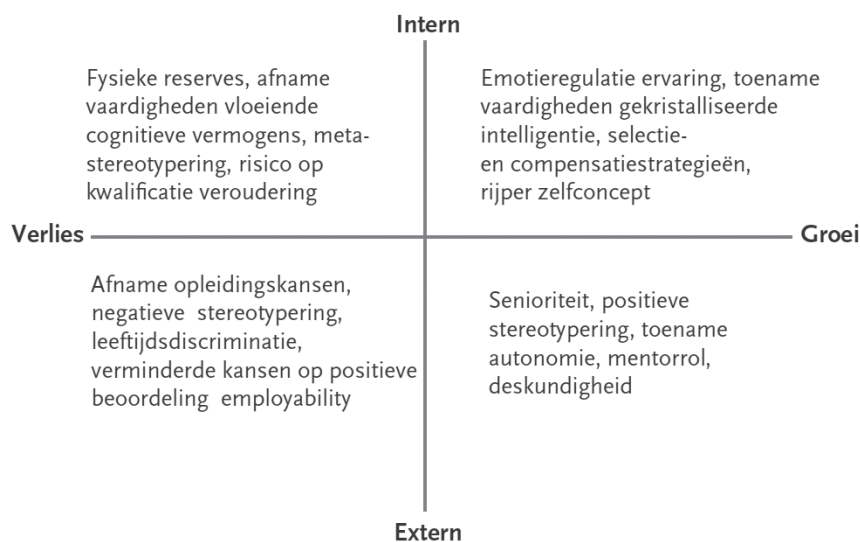 Intern
Fysieke reserves, afname
vaardigheden vloeiende
cognitieve vermogens, meta-
stereotypering, risico op
kwalificatie veroudering
Emotieregulatie ervaring, toename
vaardigheden gekristalliseerde
intelligentie, selectie-
en compensatiestrategieën,
rijper zelfconcept
Verlies
Groei
Afname opleidingskansen,
negatieve stereotypering,
leeftijdsdiscriminatie,
verminderde kansen op positieve
beoordeling employability
Senioriteit, positieve
stereotypering, toename
autonomie, mentorrol,
deskundigheid
Extern